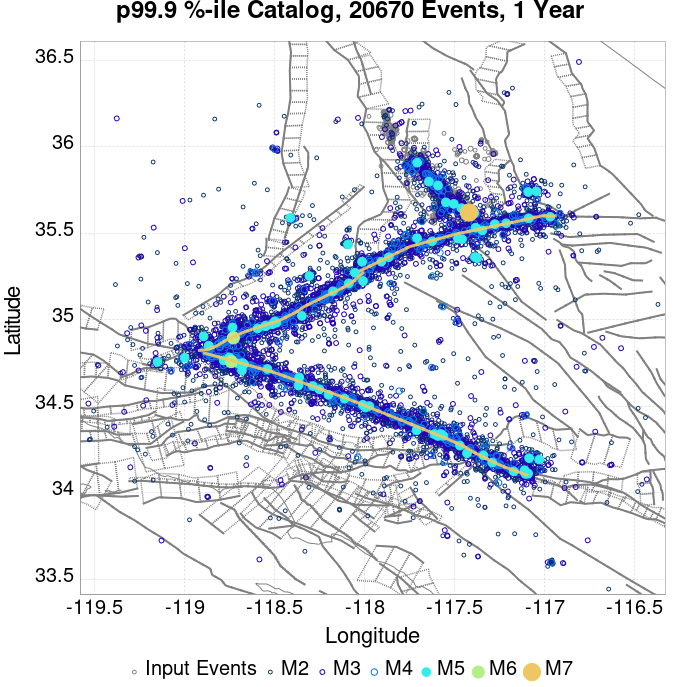 p99.9 %-ile Catalog, 20670 Events, 1 Year
36.5
36
35.5
35
34.5
34
33.5
Latitude
-119.5 -119 -118.5 -118 -117.5 -117 -116.5
Longitude
Input Events M2 M3 M4 M5 M6 M7